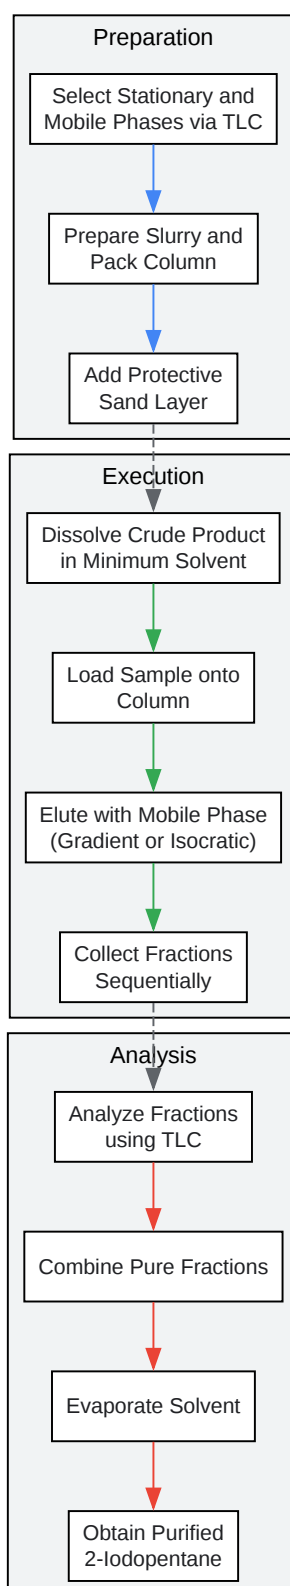 Preparation
Select Stationary and
Mobile Phases via TLC
Prepare Slurry and
Pack Column
Add Protective
Sand Layer
Execution
Dissolve Crude Product
in Minimum Solvent
Load Sample onto
Column
Elute with Mobile Phase
(Gradient or Isocratic)
Collect Fractions
Sequentially
Analysis
Analyze Fractions
using TLC
Combine Pure Fractions
Evaporate Solvent
Obtain Purified
2-Iodopentane